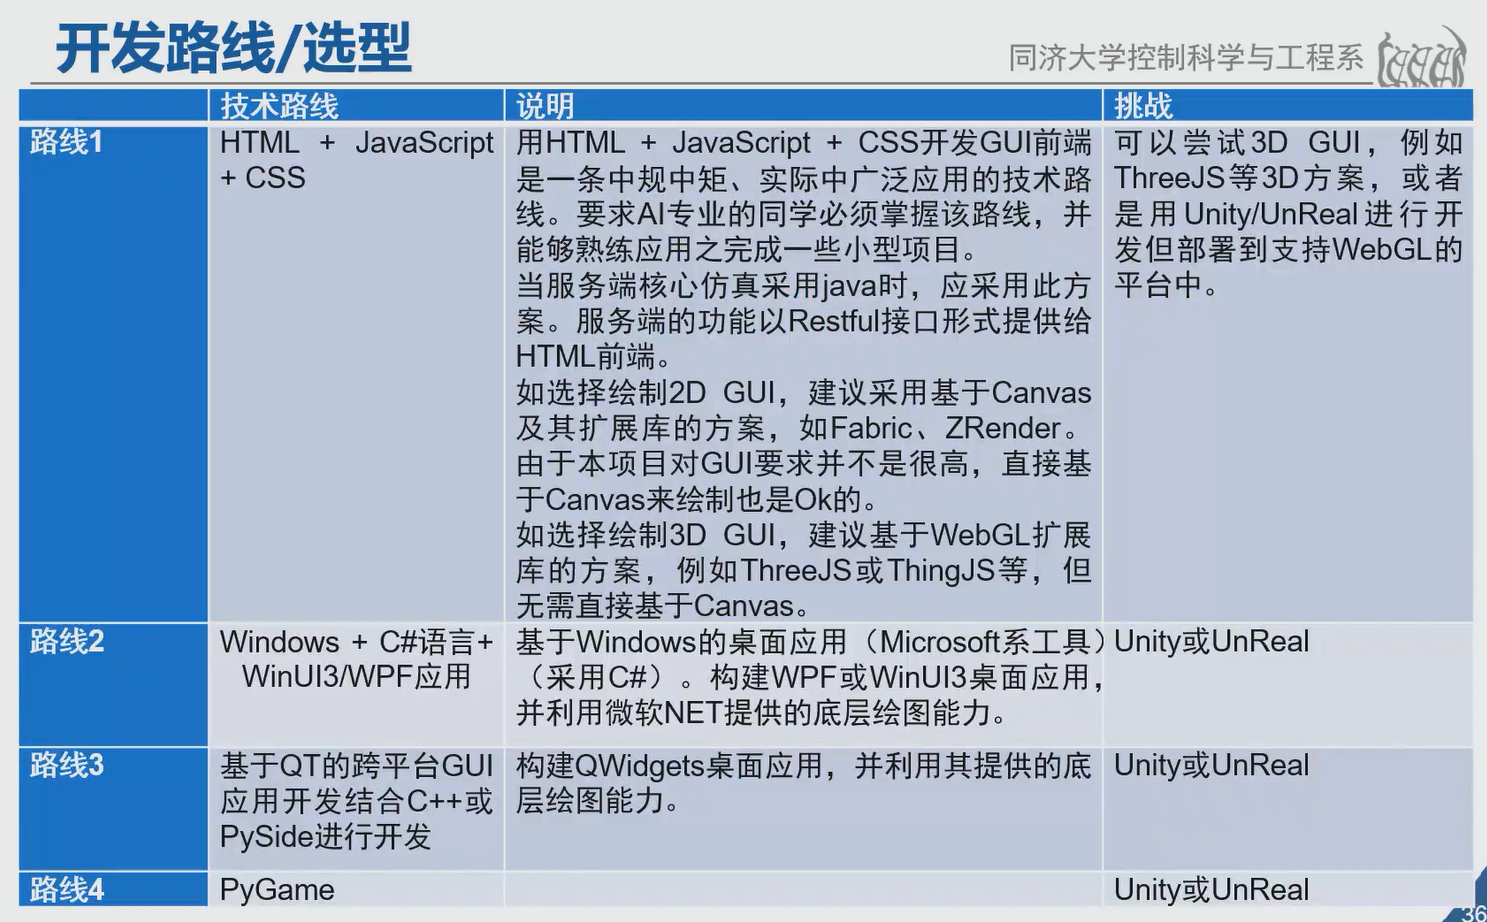 开发路线/选型
同济大学控制科学与工程系
技术路线
说明
挑战
路线1
HTML + JavaScript
+ CSS
用HTML + JavaScript + CSS开发GUI前端
是一条中规中矩、实际中广泛应用的技术路
线。要求AI专业的同学必须掌握该路线，并
能够熟练应用之完成一些小型项目。
当服务端核心仿真采用java时，应采用此方
案。服务端的功能以Restful接口形式提供给
HTML前端。
如选择绘制2D GUI，建议采用基于Canvas
及其扩展库的方案，如Fabric、ZRender。
由于本项目对GUI要求并不是很高，直接基
于Canvas来绘制也是Ok的。
如选择绘制3D GUI，建议基于WebGL扩展
库的方案，例如ThreeJS或ThingJS等，但
无需直接基于Canvas。
可以尝试3D GUI，例如
ThreeJS等3D方案，或者
是用Unity/UnReal进行开
发但部署到支持WebGL的
平台中。
路线2
Windows + C#语言+
WinUI3/WPF应用
基于Windows的桌面应用（Microsoft系工具）
（采用C#）。构建WPF或WinUI3桌面应用，
并利用微软NET提供的底层绘图能力。
Unity或UnReal
路线3
基于QT的跨平台GUI
应用开发结合C++或
PySide进行开发
构建QWidgets桌面应用，并利用其提供的底
层绘图能力。
Unity或UnReal
路线4
PyGame
Unity或UnReal
36